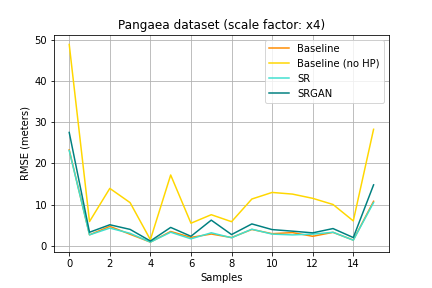 Pangaea dataset (scale factor: x4)
Baseline
Baseline (no HP)
SR
SRGAN
RMSE (meters)
50
40
30
20
10
0
0 2 4 6 8 10 12 14
Samples